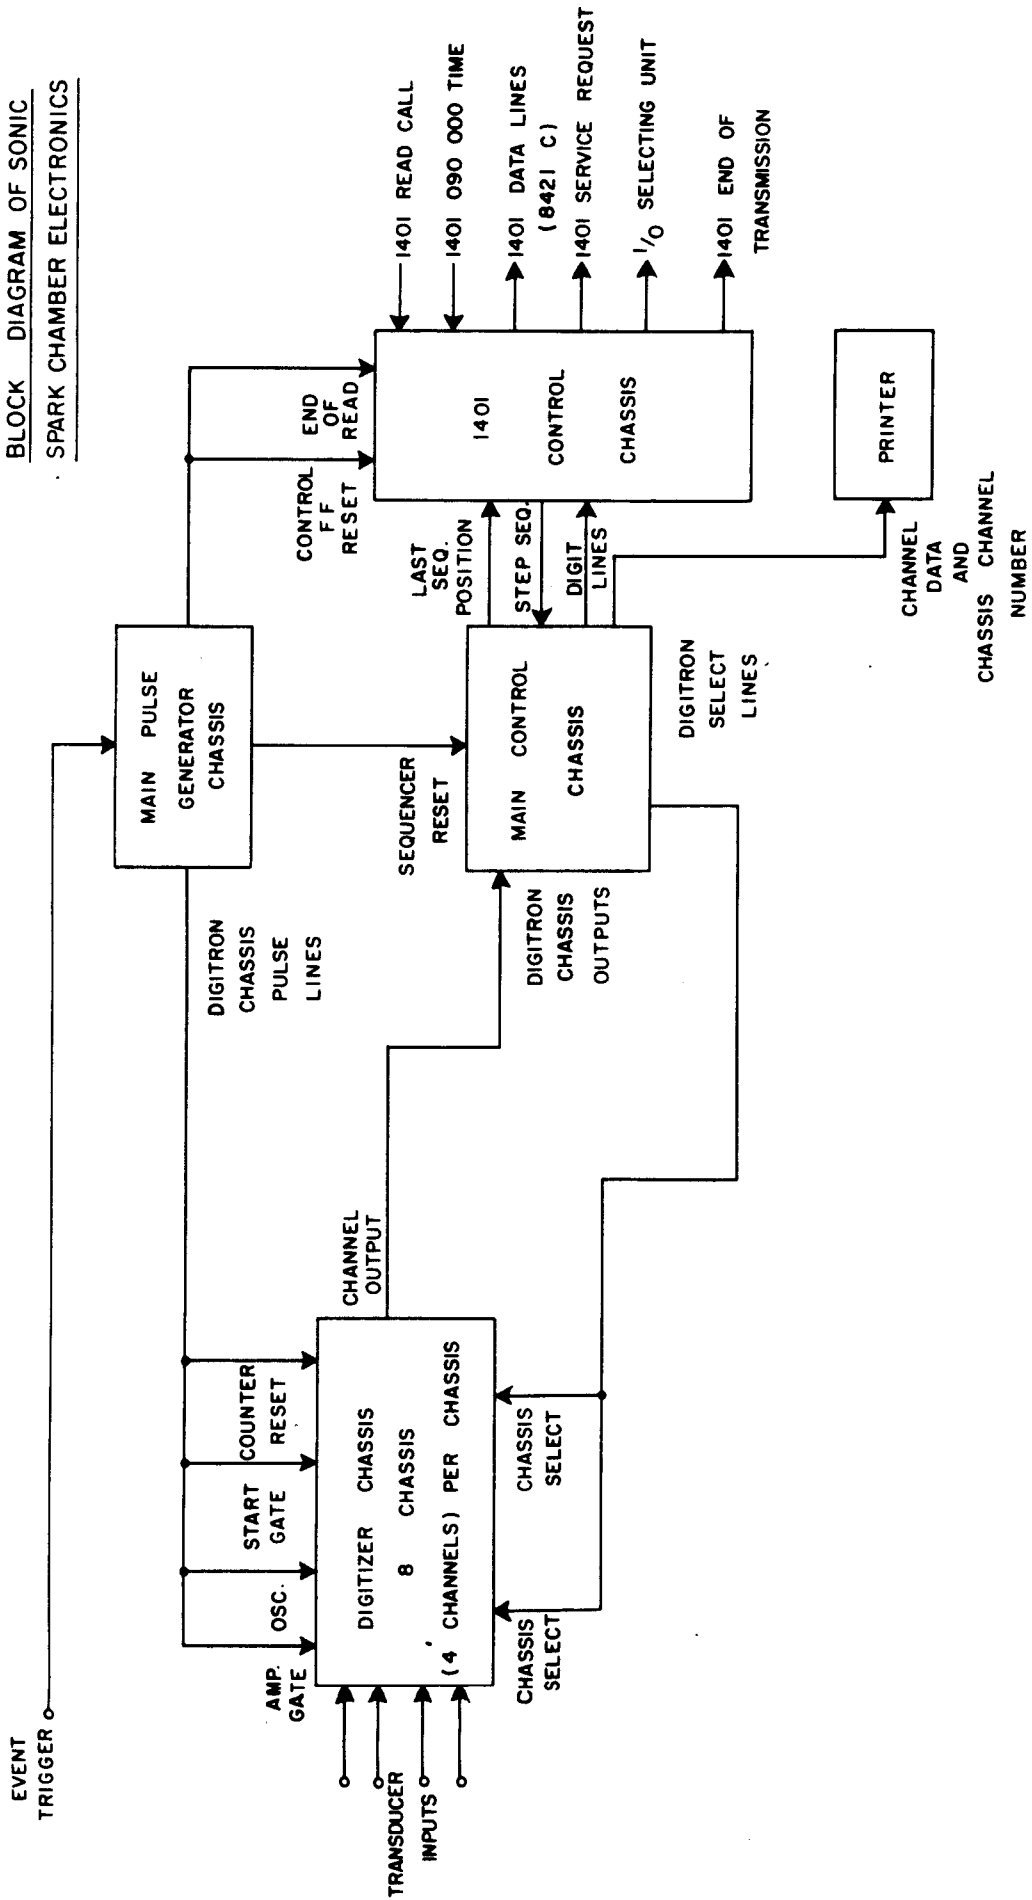 BLOCK DIAGRAM OF SONIC
SPARK CHAMBER ELECTRONICS
EVENT
TRIGGER
MAIN PULSE
GENERATOR
CHASSIS
DIGITRON
CHASSIS
PULSE
LINES
AMP.
GATE
OSC.
START
GATE
COUNTER
RESET
TRANSDUCER
INPUTS
DIGITIZER CHASSIS
8 CHASSIS
(4 CHANNELS) PER CHASSIS
CHANNEL
OUTPUT
CHASSIS
SELECT
CHASSIS
SELECT
SEQUENCER
RESET
DIGITRON
CHASSIS
OUTPUTS
MAIN CONTROL
CHASSIS
DIGITRON
SELECT
LINES
CONTROL
FF
RESET
END
OF
READ
LAST
SEQ.
POSITION
STEP SEQ.
DIGIT
LINES
1401
CONTROL
CHASSIS
1401 READ CALL
1401 090 000 TIME
1401 DATA LINES
(8421 C)
1401 SERVICE REQUEST
I/O SELECTING UNIT
1401 END OF
TRANSMISSION
PRINTER
CHANNEL
DATA
AND
CHASSIS CHANNEL
NUMBER